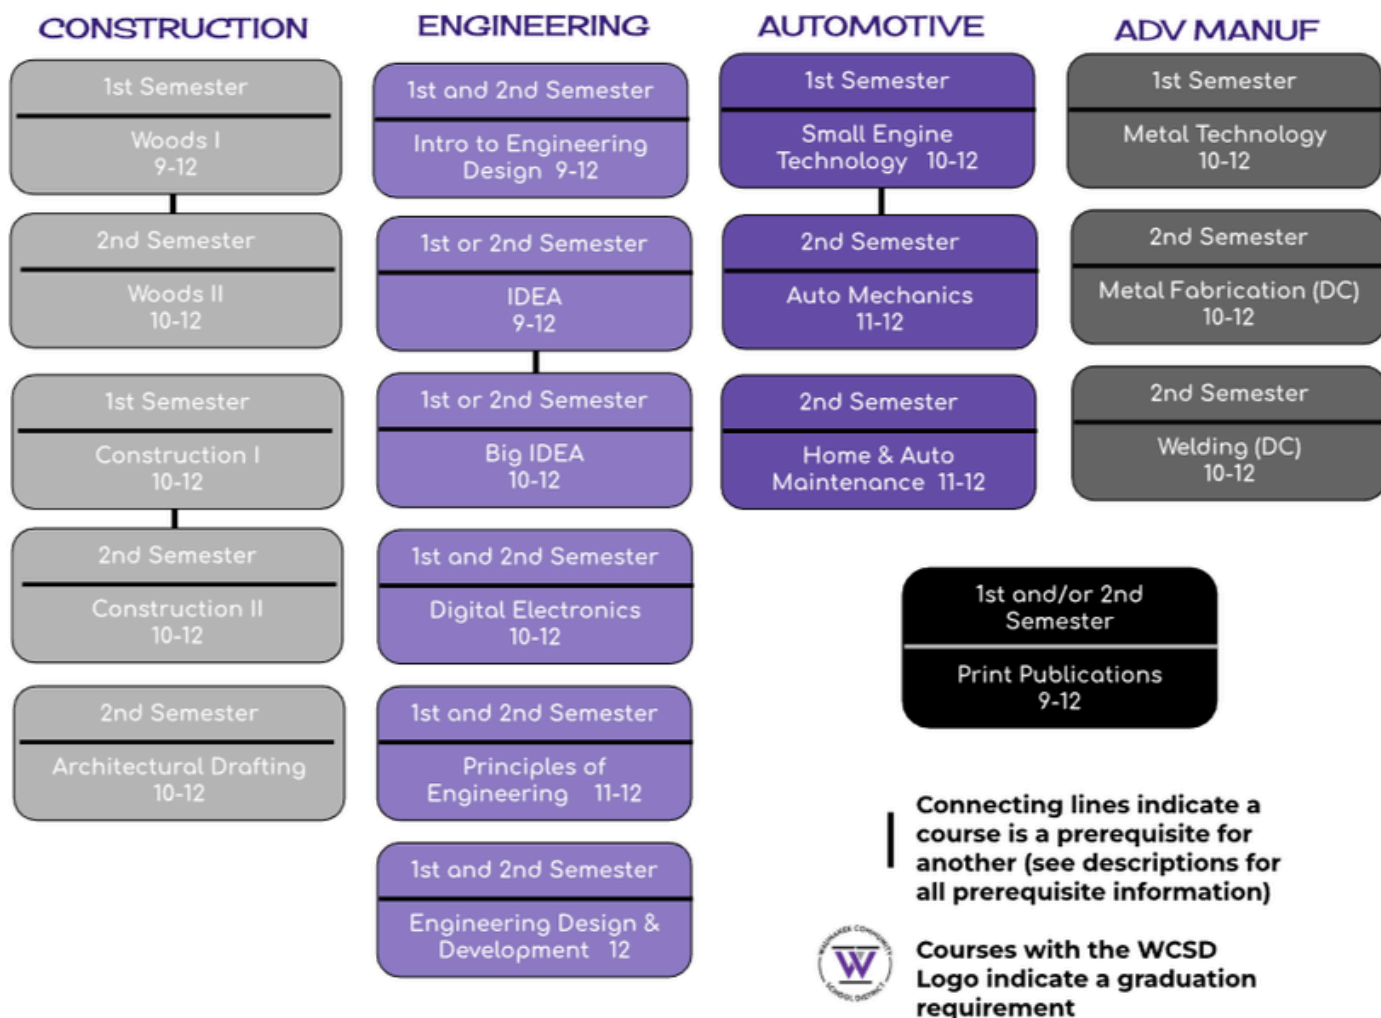 CONSTRUCTION
1st Semester
Woods I
9-12
2nd Semester
Woods II
10-12
1st Semester
Construction I
10-12
2nd Semester
Construction II
10-12
2nd Semester
Architectural Drafting
10-12
ENGINEERING
1st and 2nd Semester
Intro to Engineering
Design 9-12
1st or 2nd Semester
IDEA
9-12
1st or 2nd Semester
Big IDEA
10-12
1st and 2nd Semester
Digital Electronics
10-12
1st and 2nd Semester
Principles of
Engineering 11-12
1st and 2nd Semester
Engineering Design &
Development 12
AUTOMOTIVE
1st Semester
Small Engine
Technology 10-12
2nd Semester
Auto Mechanics
11-12
2nd Semester
Home & Auto
Maintenance 11-12
ADV MANUF
1st Semester
Metal Technology
10-12
2nd Semester
Metal Fabrication (DC)
10-12
2nd Semester
Welding (DC)
10-12
1st and/or 2nd
Semester
Print Publications
9-12
Connecting lines indicate a
course is a prerequisite for
another (see descriptions for
all prerequisite information)
WAUNAKEE COMMUNITY
W
SCHOOL DISTRICT
Courses with the WCSD
Logo indicate a graduation
requirement